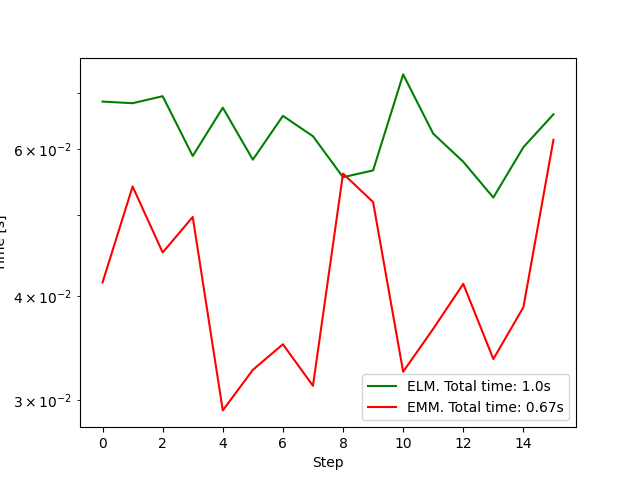 6 × 10⁻²
4 × 10⁻²
3 × 10⁻²
Time [s]
0 2 4 6 8 10 12 14
Step
ELM. Total time: 1.0s
EMM. Total time: 0.67s